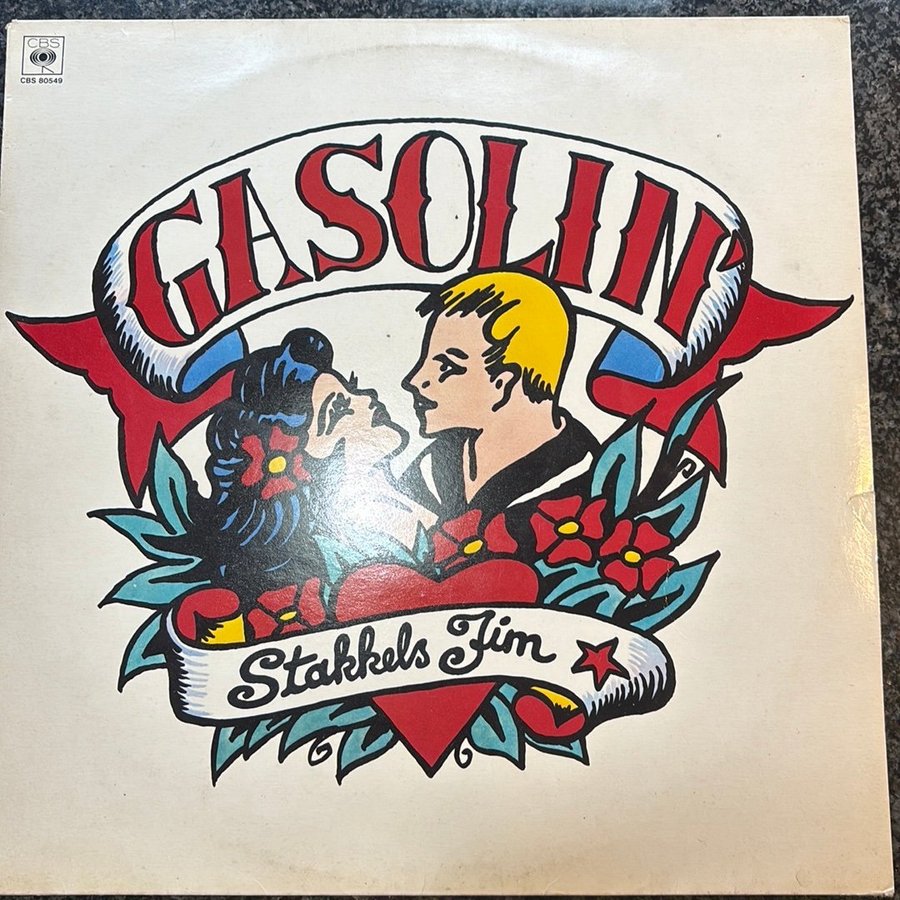 CBS
CBS 80549
GASOLIN'
Stakkels Jim